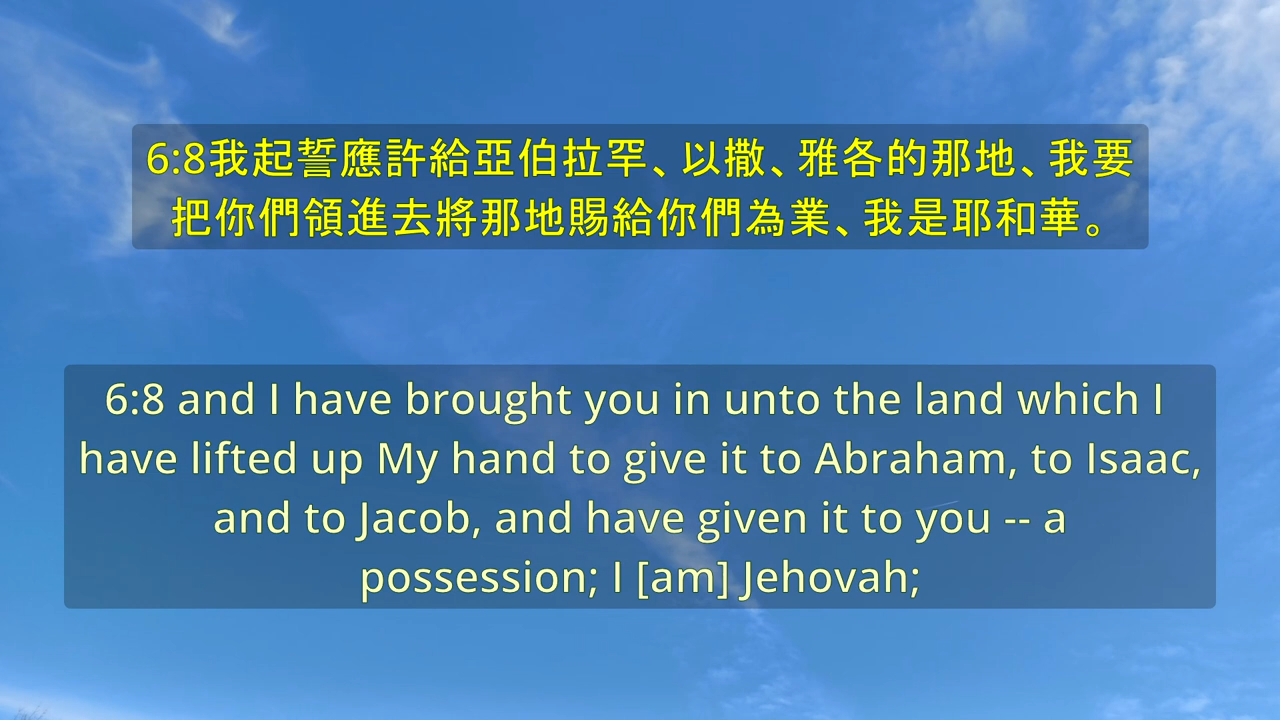 6:8我起誓應許給亞伯拉罕、以撒、雅各的那地、我要
把你們領進去將那地賜給你們為業、我是耶和華。
6:8 and I have brought you in unto the land which I
have lifted up My hand to give it to Abraham, to Isaac,
and to Jacob, and have given it to you -- a
possession; I [am] Jehovah;